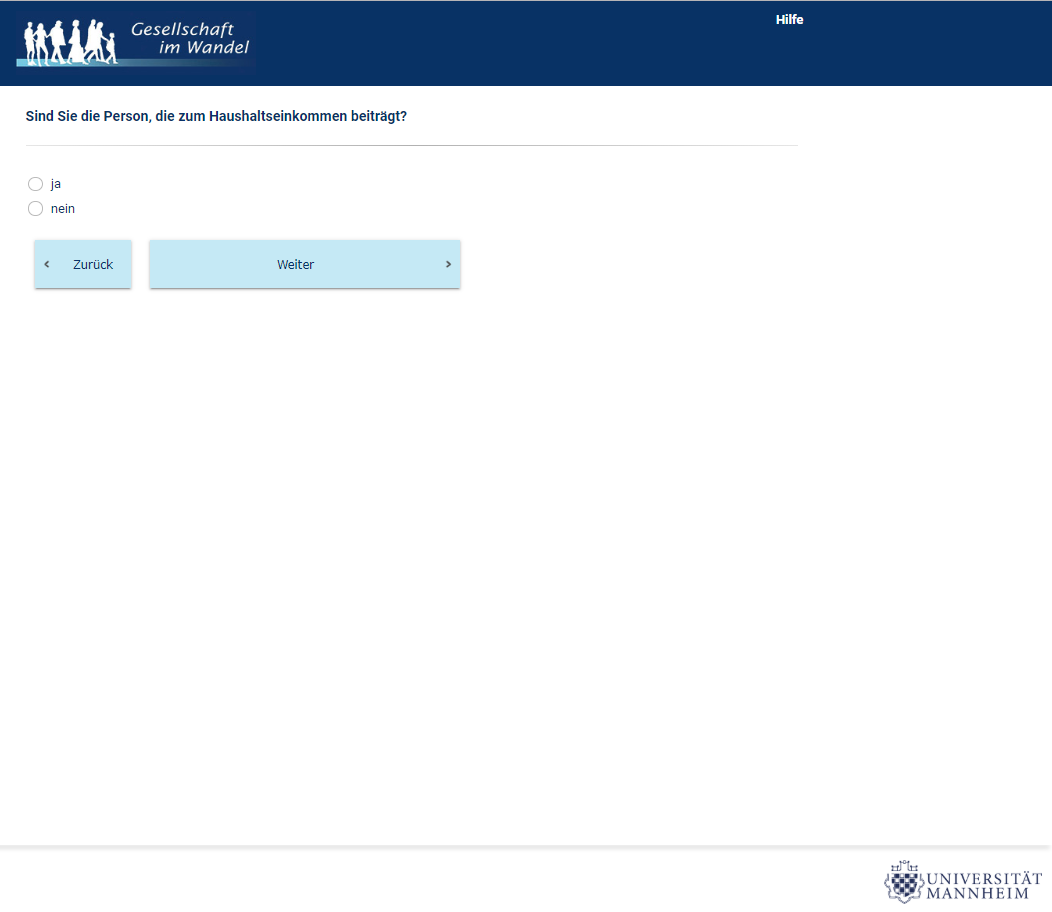 Gesellschaft
im Wandel
Hilfe
Sind Sie die Person, die zum Haushaltseinkommen beiträgt?
ja
nein
Zurück
Weiter
UNIVERSITÄT
MANNHEIM